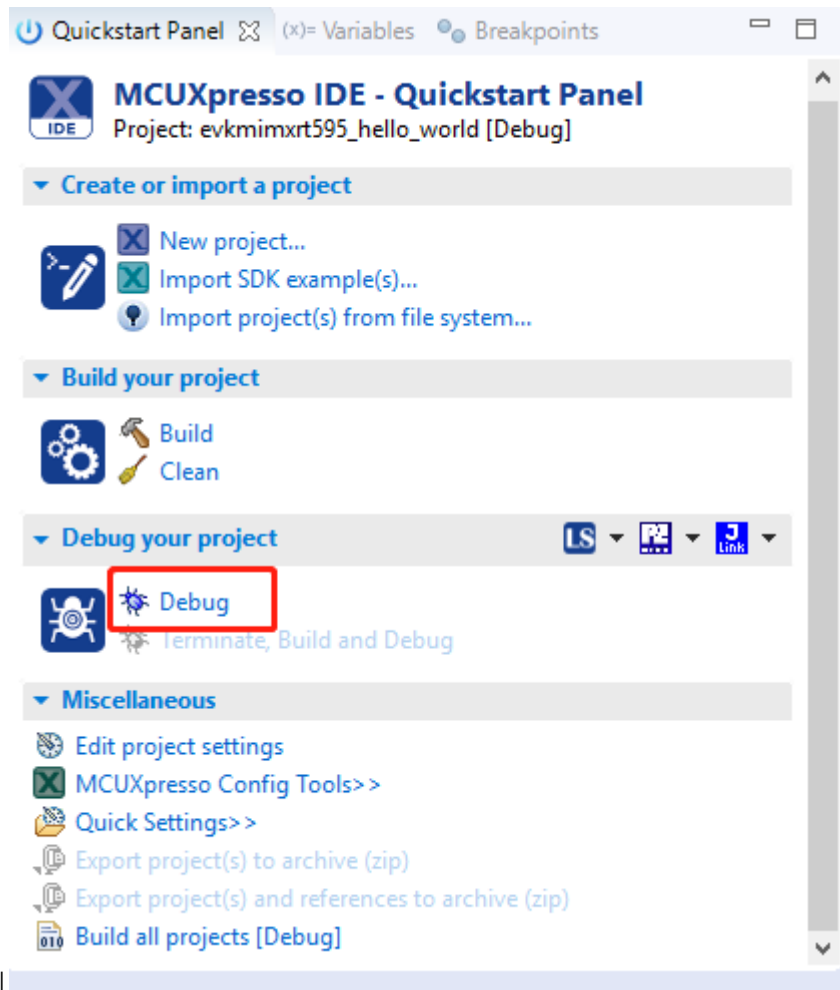 Quickstart Panel (x)= Variables Breakpoints
X
IDE
MCUXpresso IDE - Quickstart Panel
Project: evkmimxrt595_hello_world [Debug]
Create or import a project
New project...
Import SDK example(s)...
Import project(s) from file system...
Build your project
Build
Clean
Debug your project LS PE J Link
Debug
Terminate, Build and Debug
Miscellaneous
Edit project settings
MCUXpresso Config Tools>>
Quick Settings>>
Export project(s) to archive (zip)
Export project(s) and references to archive (zip)
010 Build all projects [Debug]